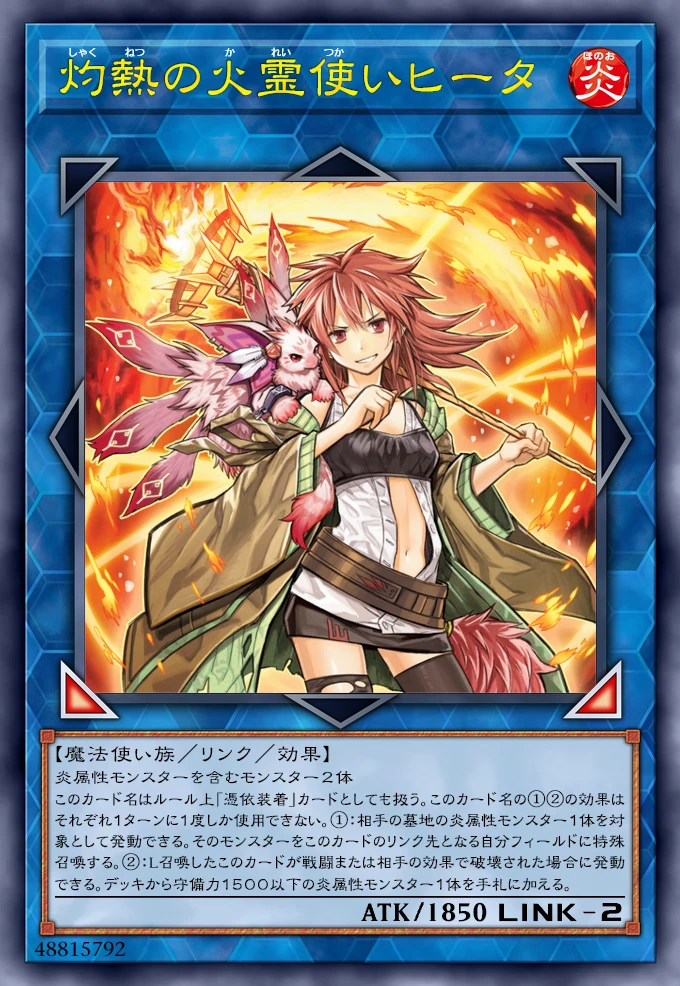 しゃく ねつ か れい つか
灼熱の火霊使いヒータ
ほのお
炎
【魔法使い族／リンク／効果】
炎属性モンスターを含むモンスター２体
このカード名はルール上「憑依装着」カードとしても扱う。このカード名の①②の効果は
それぞれ１ターンに１度しか使用できない。①：相手の墓地の炎属性モンスター１体を対
象として発動できる。そのモンスターをこのカードのリンク先となる自分フィールドに特殊
召喚する。②：Ｌ召喚したこのカードが戦闘または相手の効果で破壊された場合に発動
できる。デッキから守備力１５００以下の炎属性モンスター１体を手札に加える。
ATK/1850 LINK-2
48815792